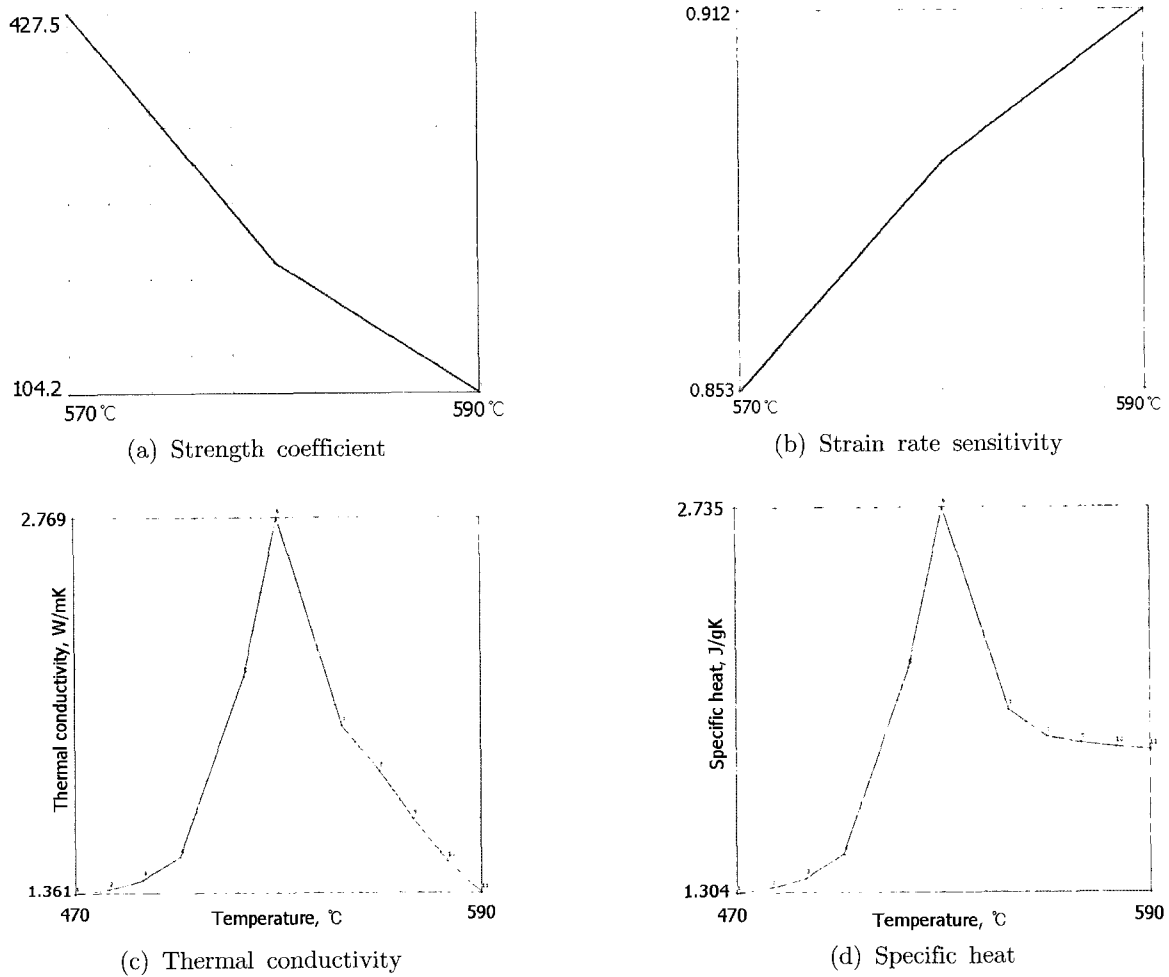 427.5
104.2
570℃
590℃
(a) Strength coefficient
0.912
0.853
570℃
590℃
(b) Strain rate sensitivity
2.769
Thermal conductivity, W/mK
1.361
470
Temperature, ℃
590
(c) Thermal conductivity
2.735
Specific heat, J/gK
1.304
470
Temperature, ℃
590
(d) Specific heat